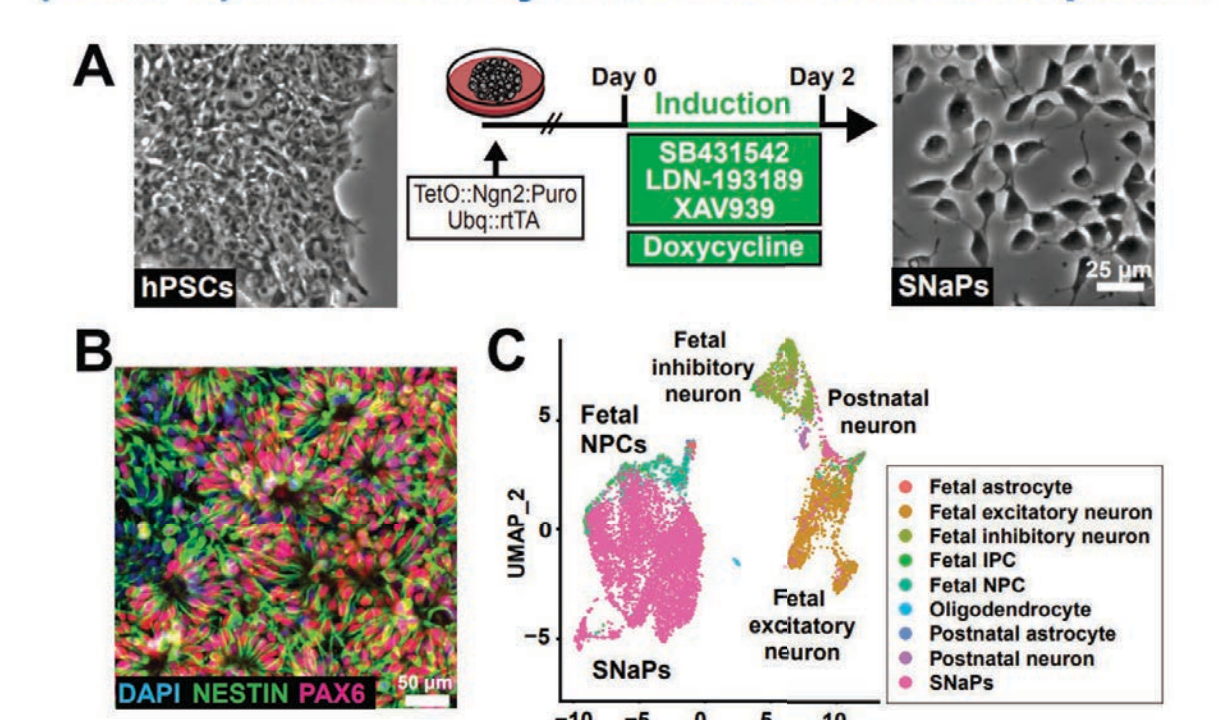 A
hPSCs
TetO::Ngn2:Puro
Ubq::rtTA
Day 0
Day 2
Induction
SB431542
LDN-193189
XAV939
Doxycycline
SNaPs
25 µm
B
DAPI NESTIN PAX6
50 µm
C
UMAP_2
5
0
−5
−10 −5 0 5 10
Fetal
NPCs
Fetal
inhibitory
neuron
Postnatal
neuron
Fetal
excitatory
neuron
SNaPs
Fetal astrocyte
Fetal excitatory neuron
Fetal inhibitory neuron
Fetal IPC
Fetal NPC
Oligodendrocyte
Postnatal astrocyte
Postnatal neuron
SNaPs